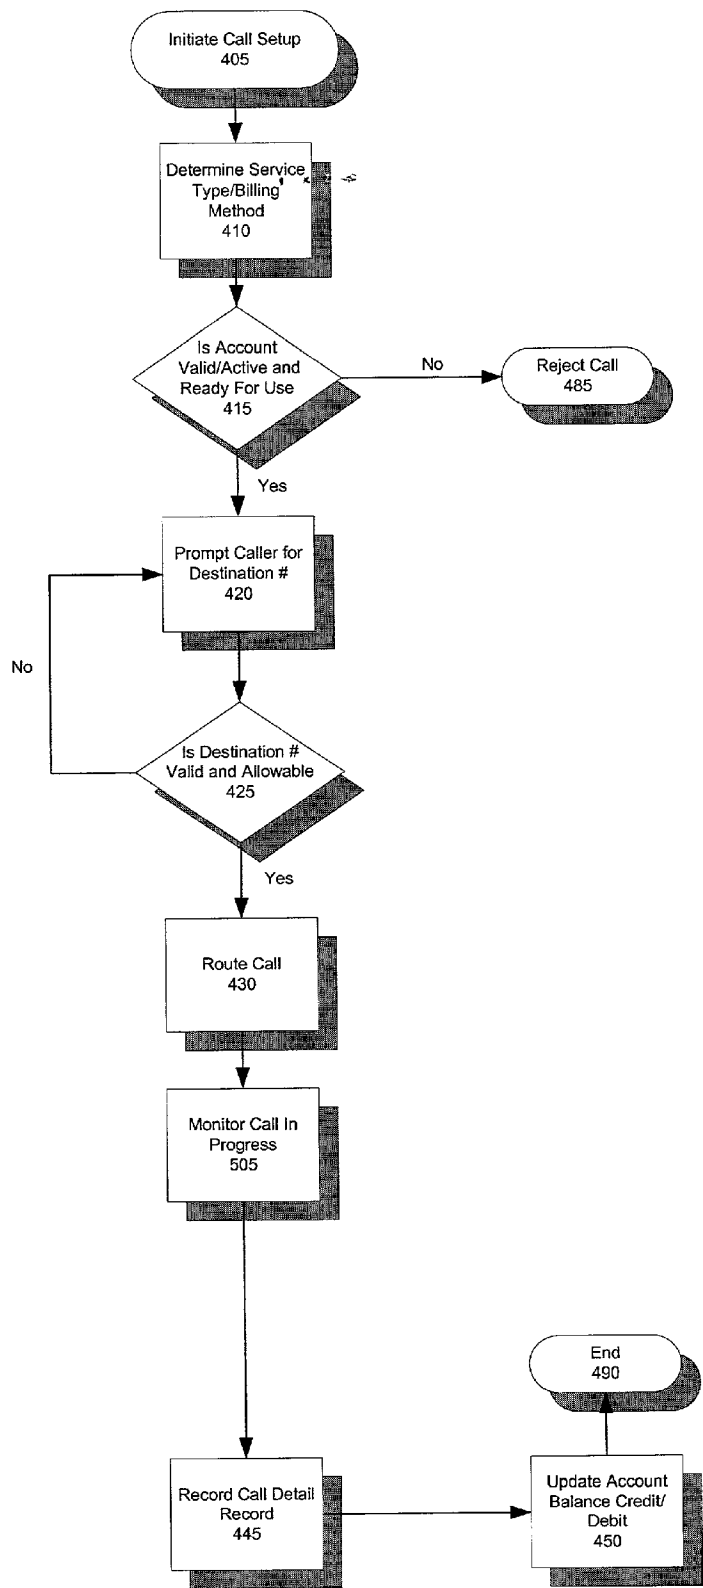 Initiate Call Setup
405
Determine Service
Type/Billing
Method
410
Is Account
Valid/Active and
Ready For Use
415
No
Reject Call
485
Yes
Prompt Caller for
Destination #
420
No
Is Destination #
Valid and Allowable
425
Yes
Route Call
430
Monitor Call In
Progress
505
End
490
Record Call Detail
Record
445
Update Account
Balance Credit/
Debit
450